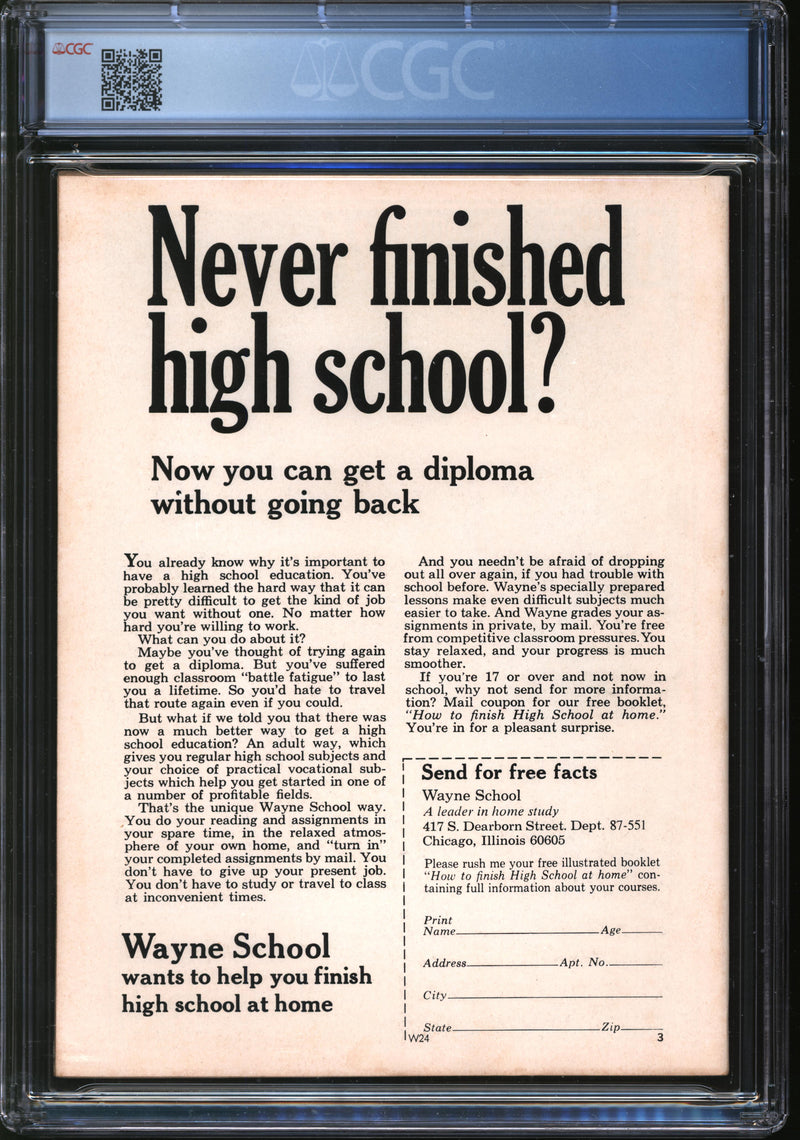 CGC
CGC
Never finished
high school?
Now you can get a diploma
without going back
You already know why it's important to
have a high school education. You've
probably learned the hard way that it can
be pretty difficult to get the kind of job
you want without one. No matter how
hard you're willing to work.
What can you do about it?
Maybe you've thought of trying again
to get a diploma. But you've suffered
enough classroom "battle fatigue" to last
you a lifetime. So you'd hate to travel
that route again even if you could.
But what if we told you that there was
now a much better way to get a high
school education? An adult way, which
gives you regular high school subjects and
your choice of practical vocational sub-
jects which help you get started in one of
a number of profitable fields.
That's the unique Wayne School way.
You do your reading and assignments in
your spare time, in the relaxed atmos-
phere of your own home, and "turn in"
your completed assignments by mail. You
don't have to give up your present job.
You don't have to study or travel to class
at inconvenient times.
Wayne School
wants to help you finish
high school at home
And you needn't be afraid of dropping
out all over again, if you had trouble with
school before. Wayne's specially prepared
lessons make even difficult subjects much
easier to take. And Wayne grades your as-
signments in private, by mail. You're free
from competitive classroom pressures. You
stay relaxed, and your progress is much
smoother.
If you're 17 or over and not now in
school, why not send for more informa-
tion? Mail coupon for our free booklet,
"How to finish High School at home."
You're in for a pleasant surprise.
Send for free facts
Wayne School
A leader in home study
417 S. Dearborn Street. Dept. 87-551
Chicago, Illinois 60605
Please rush me your free illustrated booklet
"How to finish High School at home" con-
taining full information about your courses.
Print
Name Age
Address Apt. No.
City
State Zip
W24 3